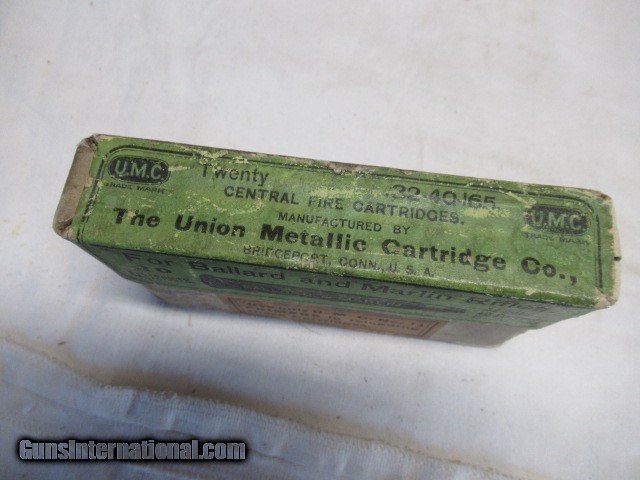 U.M.C.
TRADE MARK
Twenty .32-40-165
CENTRAL FIRE CARTRIDGES.
MANUFACTURED BY
The Union Metallic Cartridge Co.,
BRIDGEPORT, CONN., U. S. A.
U.M.C.
TRADE MARK
For Ballard and Marlin Rifles
GunsInternational.com